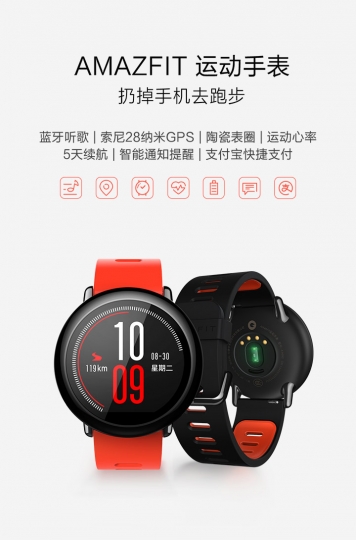 AMAZFIT 运动手表
扔掉手机去跑步
蓝牙听歌 | 索尼28纳米GPS | 陶瓷表圈 | 运动心率
5天续航 | 智能通知提醒 | 支付宝快捷支付
10
09
119km
08-30
星期二